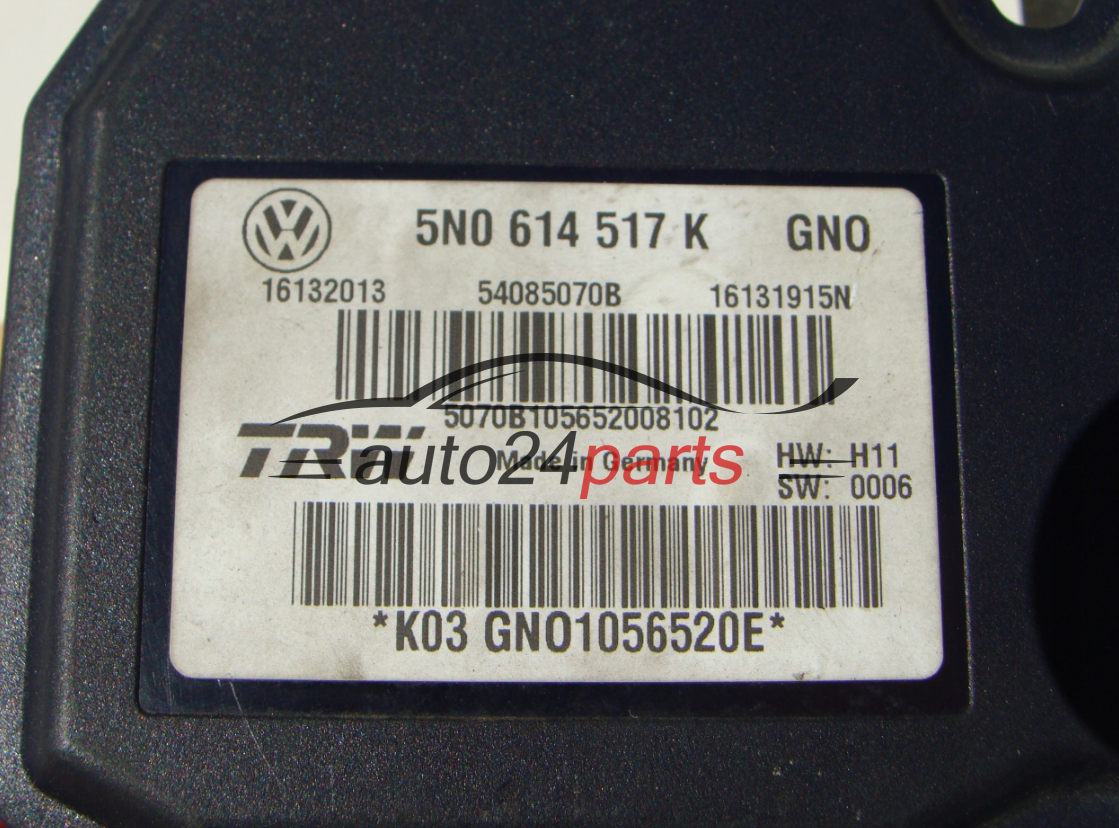 5N0 614 517 K GNO
16132013 54085070B 16131915N
5070B105652008102
TRW auto24parts
Made in Germany
HW: H11
SW: 0006
*K03 GNO1056520E*